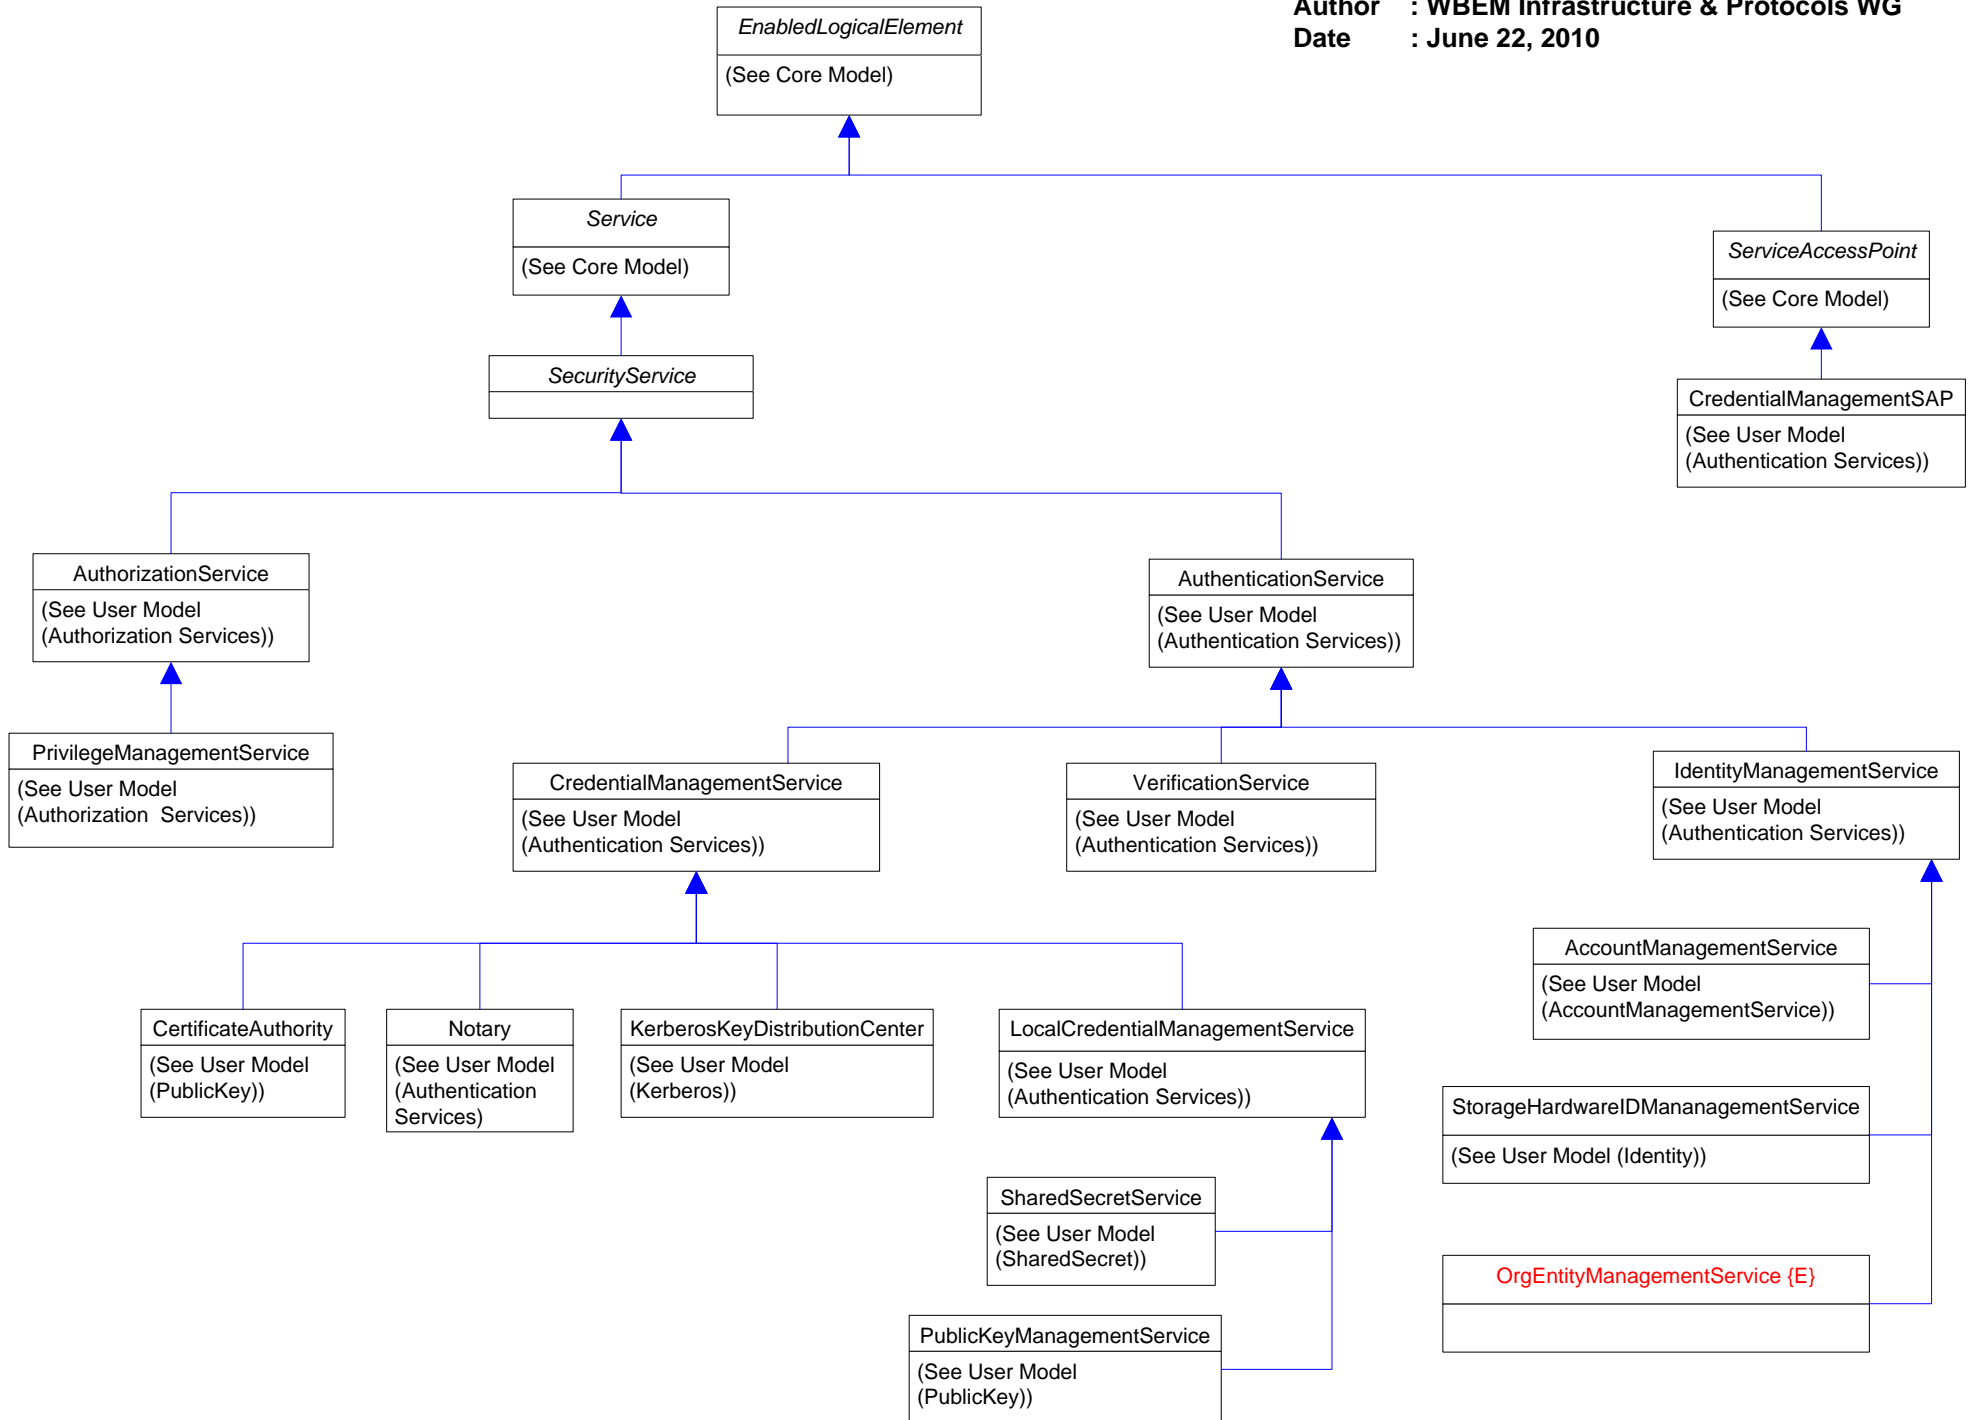 Author : WBEM Infrastructure & Protocols WG
Date : June 22, 2010
EnabledLogicalElement
(See Core Model)
Service
(See Core Model)
ServiceAccessPoint
(See Core Model)
SecurityService
CredentialManagementSAP
(See User Model
(Authentication Services))
AuthorizationService
(See User Model
(Authorization Services))
AuthenticationService
(See User Model
(Authentication Services))
PrivilegeManagementService
(See User Model
(Authorization  Services))
CredentialManagementService
(See User Model
(Authentication Services))
VerificationService
(See User Model
(Authentication Services))
IdentityManagementService
(See User Model
(Authentication Services))
AccountManagementService
(See User Model
(AccountManagementService))
CertificateAuthority
(See User Model
(PublicKey))
Notary
(See User Model
(Authentication
Services)
KerberosKeyDistributionCenter
(See User Model
(Kerberos))
LocalCredentialManagementService
(See User Model
(Authentication Services))
StorageHardwareIDMananagementService
(See User Model (Identity))
SharedSecretService
(See User Model
(SharedSecret))
OrgEntityManagementService {E}
PublicKeyManagementService
(See User Model
(PublicKey))